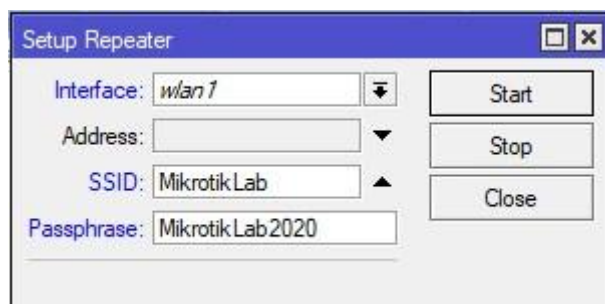 Setup Repeater
Interface: wlan1
Start
Address:
Stop
SSID: MikrotikLab
Close
Passphrase: MikrotikLab2020